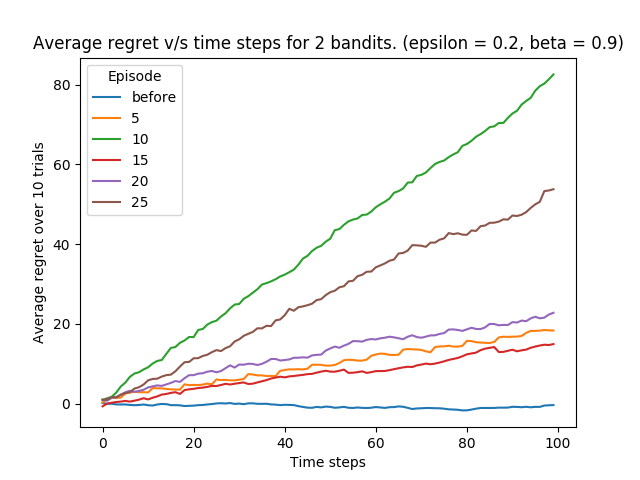 Average regret v/s time steps for 2 bandits. (epsilon = 0.2, beta = 0.9)
Episode
before
5
10
15
20
25
Average regret over 10 trials
80
60
40
20
0
0 20 40 60 80 100
Time steps